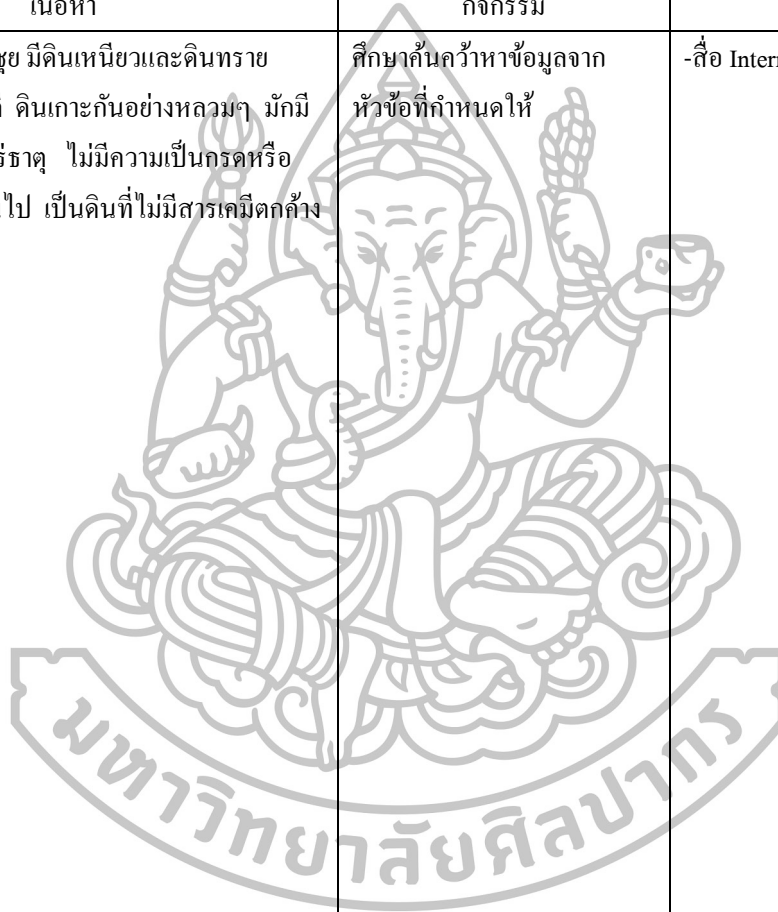 เนื้อหา
กิจกรรม
ชุย มีดินเหนียวและดินทราย
ดินเกาะกันอย่างหลวมๆ มักมี
ร่ธาตุ ไม่มีความเป็นกรดหรือ
ไป เป็นดินที่ไม่มีสารเคมีตกค้าง
ศึกษาค้นคว้าหาข้อมูลจาก
หัวข้อที่กำหนดให้
-สื่อ Intern
มหาวิทยาลัยศิลปากร